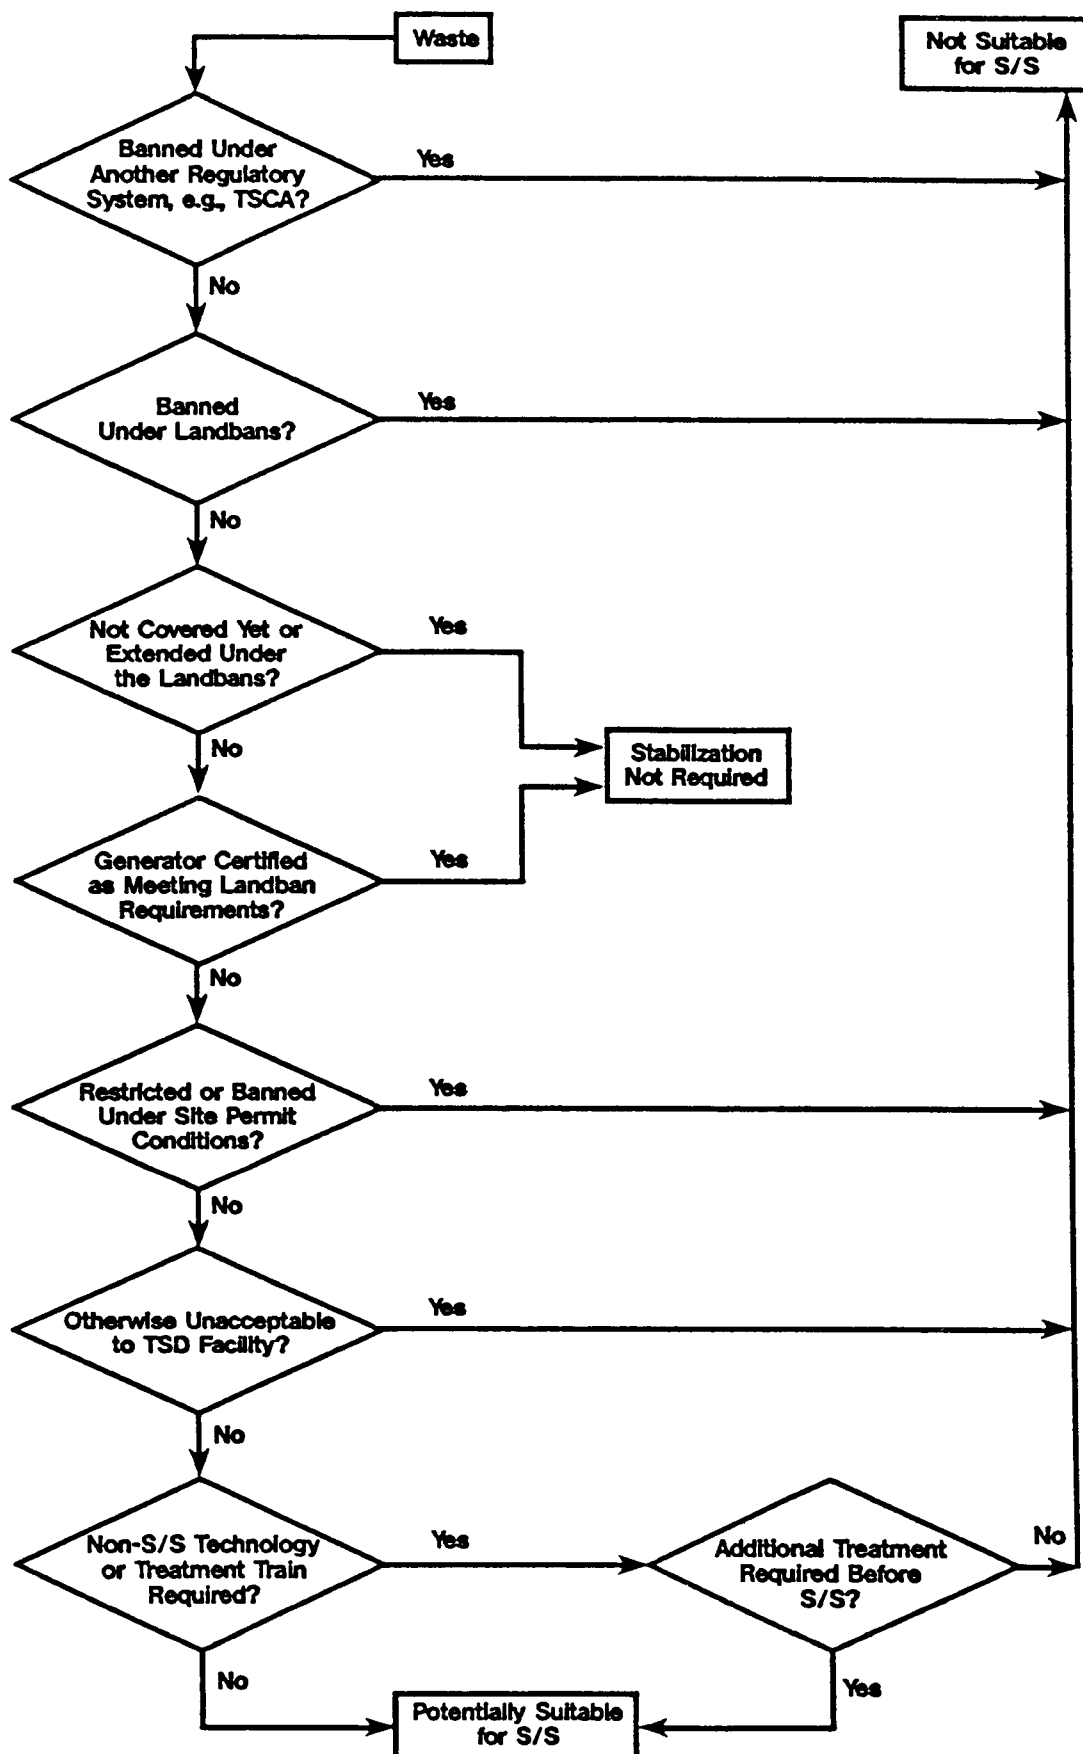 Waste
Not Suitable
for S/S
Banned Under
Another Regulatory
System, e.g., TSCA?
Yes
No
Banned
Under Landbans?
Yes
No
Not Covered Yet or
Extended Under
the Landbans?
Yes
No
Stabilization
Not Required
Generator Certified
as Meeting Landban
Requirements?
Yes
No
Restricted or Banned
Under Site Permit
Conditions?
Yes
No
Otherwise Unacceptable
to TSD Facility?
Yes
No
Non-S/S Technology
or Treatment Train
Required?
Yes
Additional Treatment
Required Before
S/S?
No
No
Yes
Potentially Suitable
for S/S